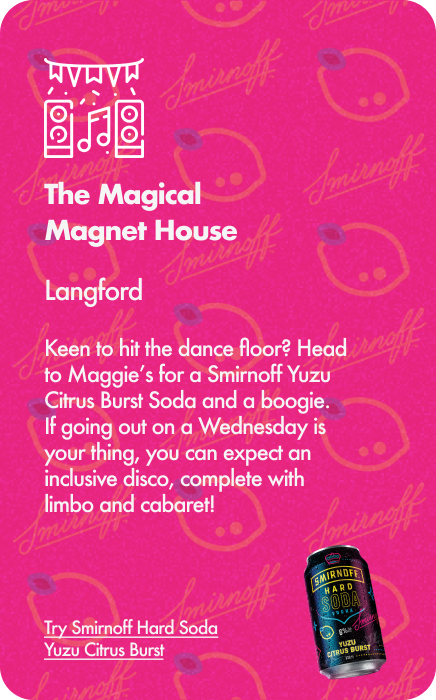 The Magical
Magnet House
Langford
Keen to hit the dance floor? Head
to Maggie's for a Smirnoff Yuzu
Citrus Burst Soda and a boogie.
If going out on a Wednesday is
your thing, you can expect an
inclusive disco, complete with
limbo and cabaret!
SMIRNOFF
HARD
SODA
VODKA
YUZU
CITRUS BURST
Try Smirnoff Hard Soda
Yuzu Citrus Burst
Smirnoff